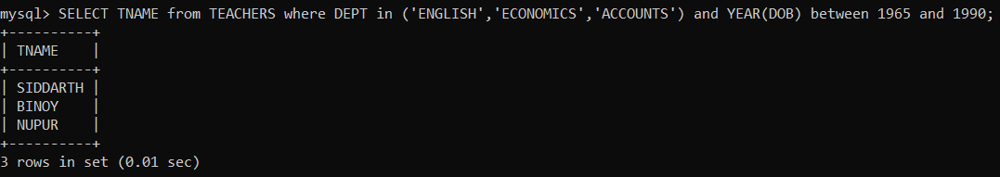 mysql> SELECT TNAME from TEACHERS where DEPT in ('ENGLISH','ECONOMICS','ACCOUNTS') and YEAR(DOB) between 1965 and 1990;
+----------+
| TNAME    |
+----------+
| SIDDARTH |
| BINOY    |
| NUPUR    |
+----------+
3 rows in set (0.01 sec)